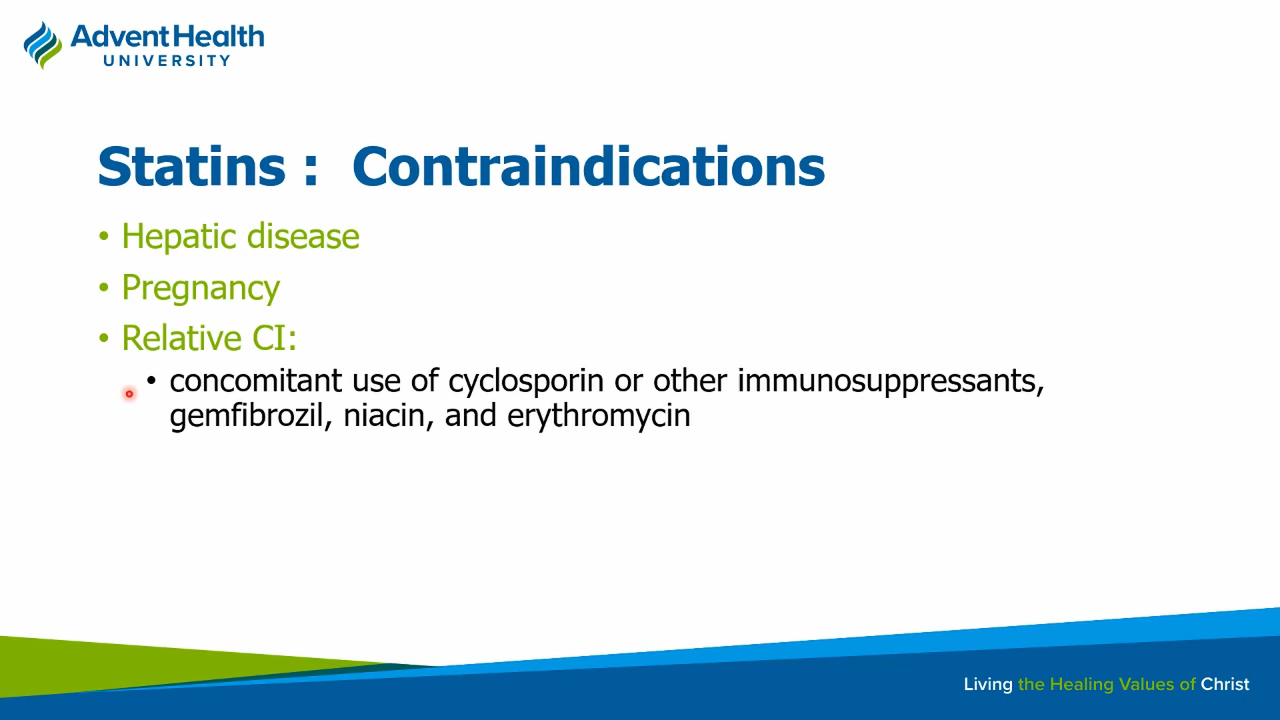 AdventHealth
UNIVERSITY
Statins : Contraindications
• Hepatic disease
• Pregnancy
• Relative CI:
• concomitant use of cyclosporin or other immunosuppressants,
gemfibrozil, niacin, and erythromycin
Living the Healing Values of Christ